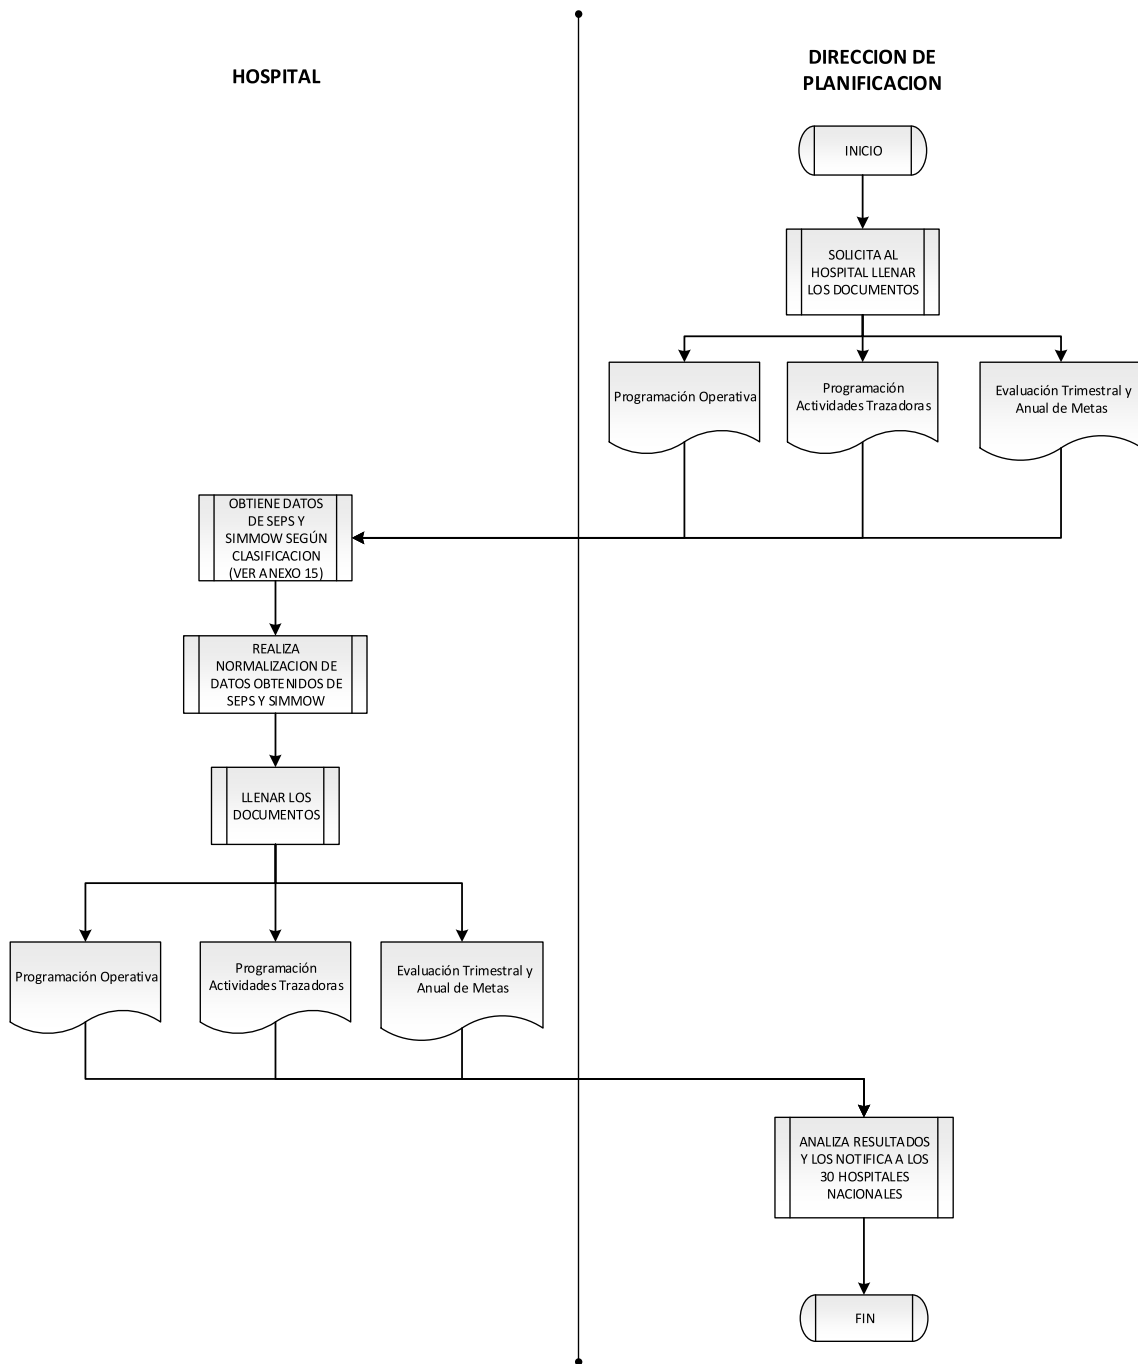 HOSPITAL
DIRECCION DE
PLANIFICACION
INICIO
SOLICITA AL
HOSPITAL LLENAR
LOS DOCUMENTOS
Programación Operativa
Programación
Actividades Trazadoras
Evaluación Trimestral y
Anual de Metas
OBTIENE DATOS
DE SEPS Y
SIMMOW SEGÚN
CLASIFICACION
(VER ANEXO 15)
REALIZA
NORMALIZACION DE
DATOS OBTENIDOS DE
SEPS Y SIMMOW
LLENAR LOS
DOCUMENTOS
Programación Operativa
Programación
Actividades Trazadoras
Evaluación Trimestral y
Anual de Metas
ANALIZA RESULTADOS
Y LOS NOTIFICA A LOS
30 HOSPITALES
NACIONALES
FIN